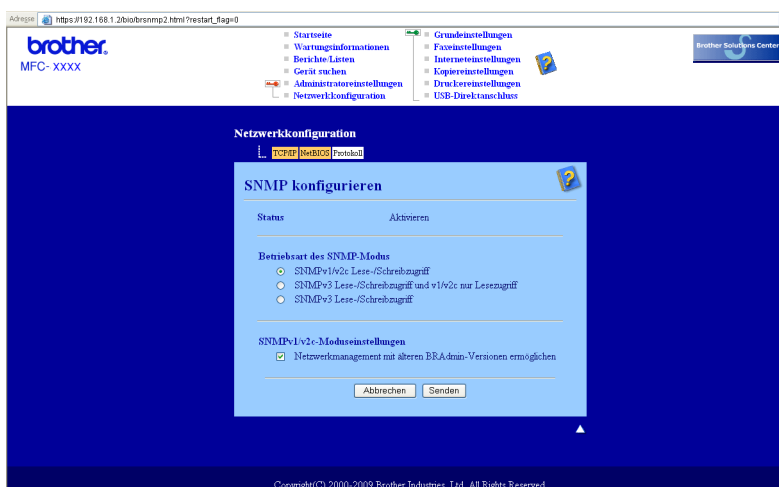 Adresse https://192.168.1.2/bio/brsnmp2.html?restart_flag=0
brother.
MFC- XXXX
Startseite
Wartungsinformationen
Berichte/Listen
Gerät suchen
Administratoreinstellungen
Netzwerkkonfiguration
Grundeinstellungen
Faxeinstellungen
Interneteinstellungen
Kopiereinstellungen
Druckereinstellungen
USB-Direktanschluss
Brother Solutions Center
Netzwerkkonfiguration
TCP/IP NetBIOS Protokoll
SNMP konfigurieren
Status Aktivieren
Betriebsart des SNMP-Modus
SNMPv1/v2c Lese-/Schreibzugriff
SNMPv3 Lese-/Schreibzugriff und v1/v2c nur Lesezugriff
SNMPv3 Lese-/Schreibzugriff
SNMPv1/v2c-Moduseinstellungen
Netzwerkmanagement mit älteren BRAdmin-Versionen ermöglichen
Abbrechen Senden
Copyright(C) 2000-2009 Brother Industries, Ltd. All Rights Reserved.